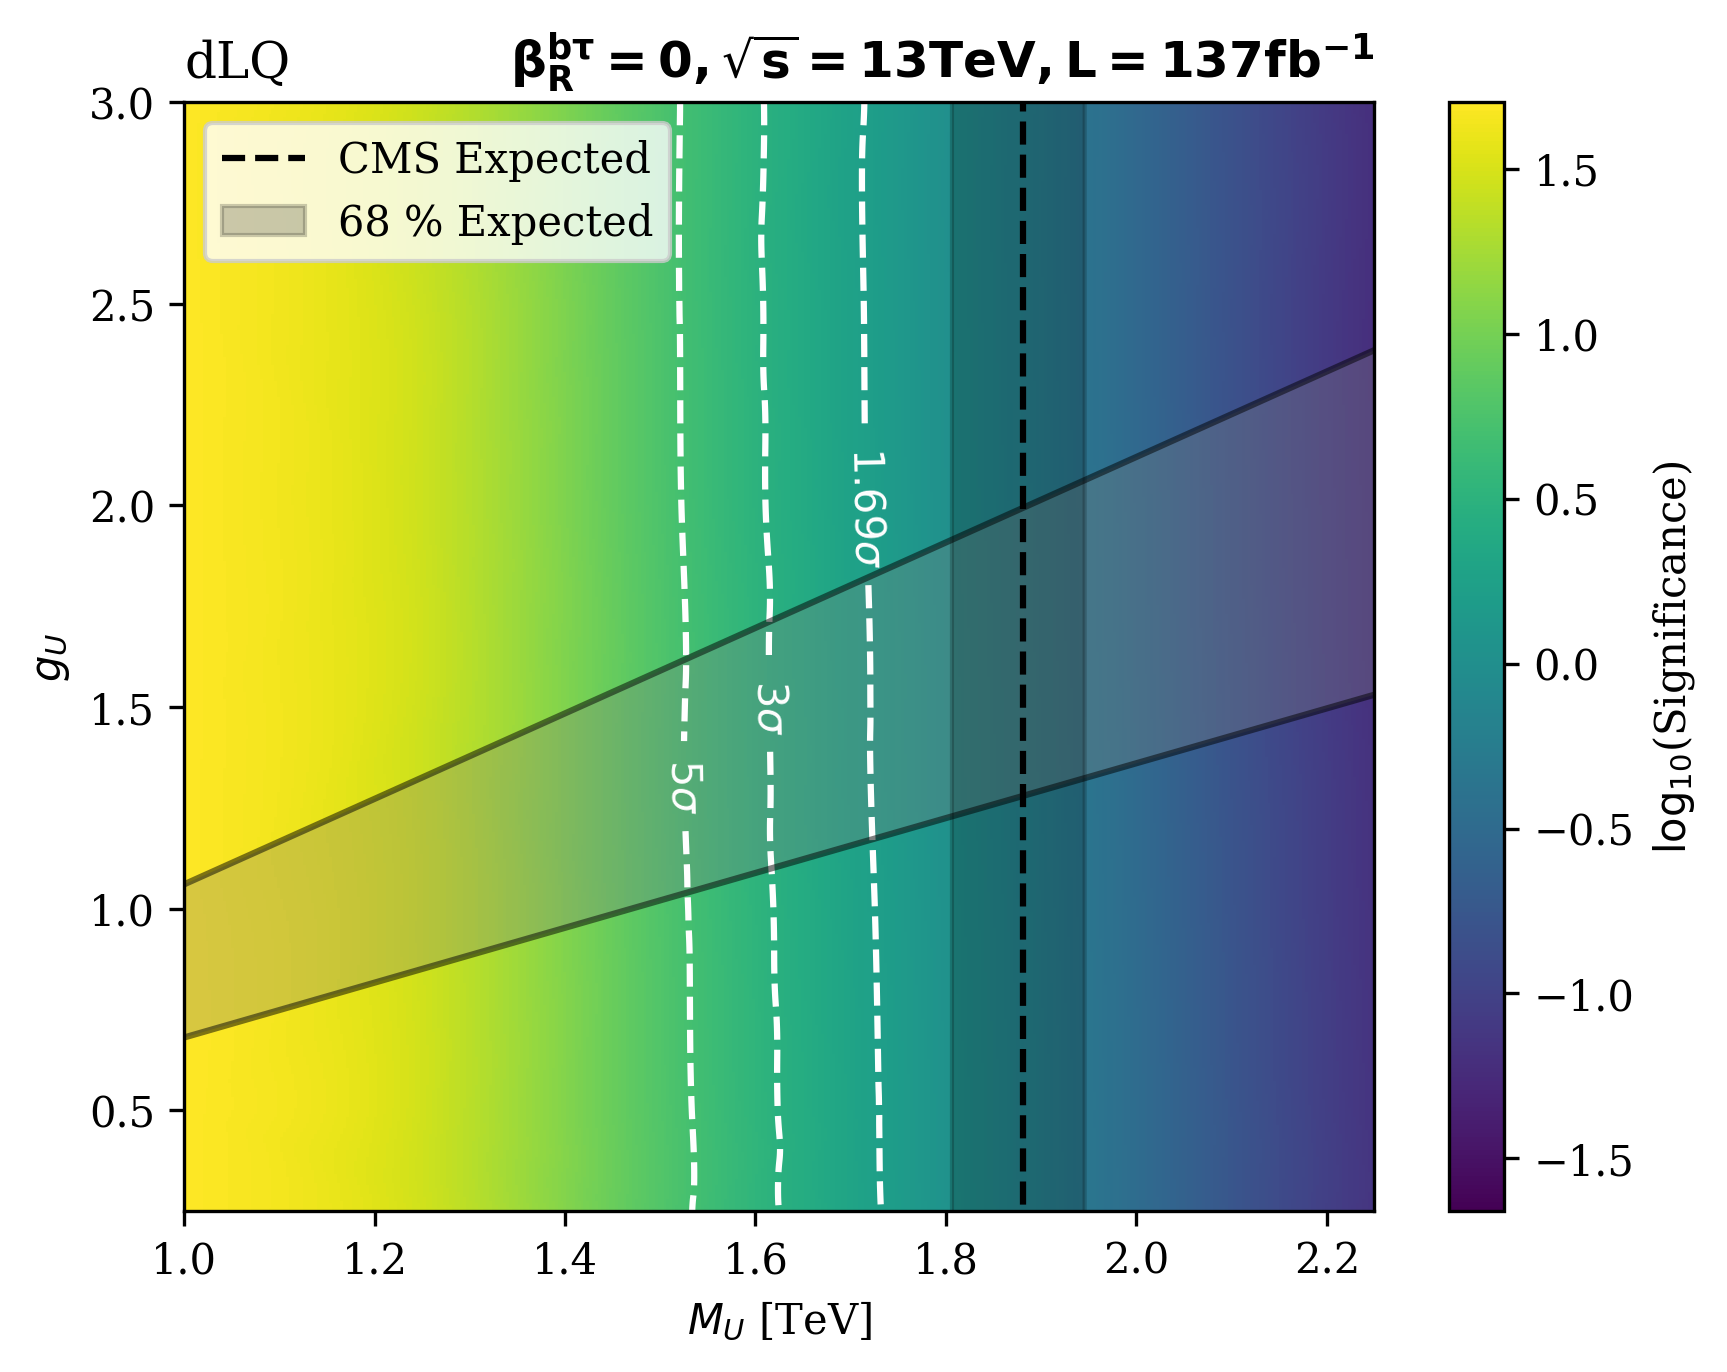 dLQ
β_R^{bτ} = 0, √s = 13TeV, L = 137fb⁻¹
CMS Expected
68 % Expected
3.0
2.5
2.0
1.5
1.0
0.5
g_U
1.69σ
3σ
5σ
1.0 1.2 1.4 1.6 1.8 2.0 2.2
M_U [TeV]
1.5
1.0
0.5
0.0
−0.5
−1.0
−1.5
log₁₀(Significance)